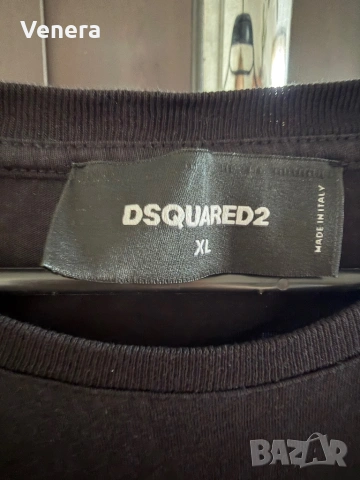 Venera
DSQUARED2
XL
MADE IN ITALY
BAZAR